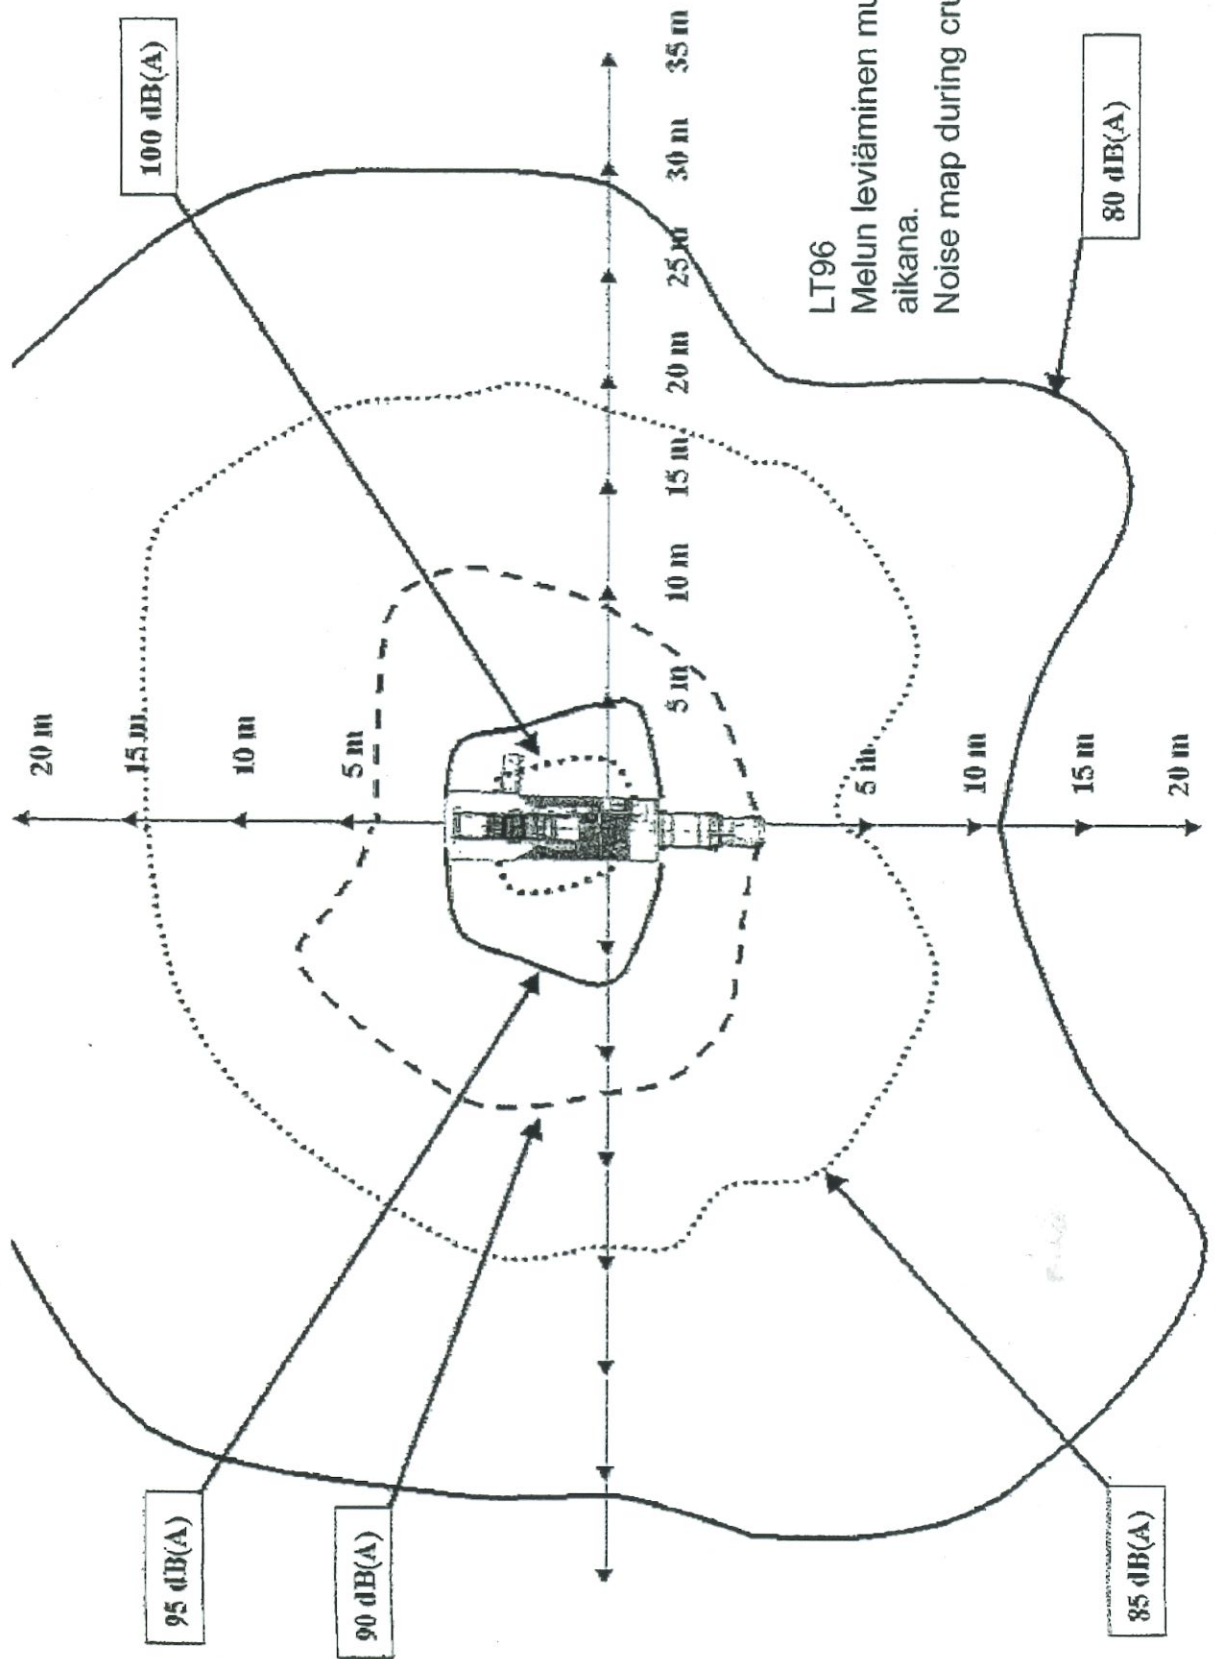 20 m
15 m
95 dB(A)
100 dB(A)
10 m
5 m
90 dB(A)
5 m 10 m 15 m 20 m 25 m 30 m 35 m
LT96
Melun leviäminen mu
aikana.
Noise map during cru
5 m
10 m
15 m
80 dB(A)
85 dB(A)
20 m